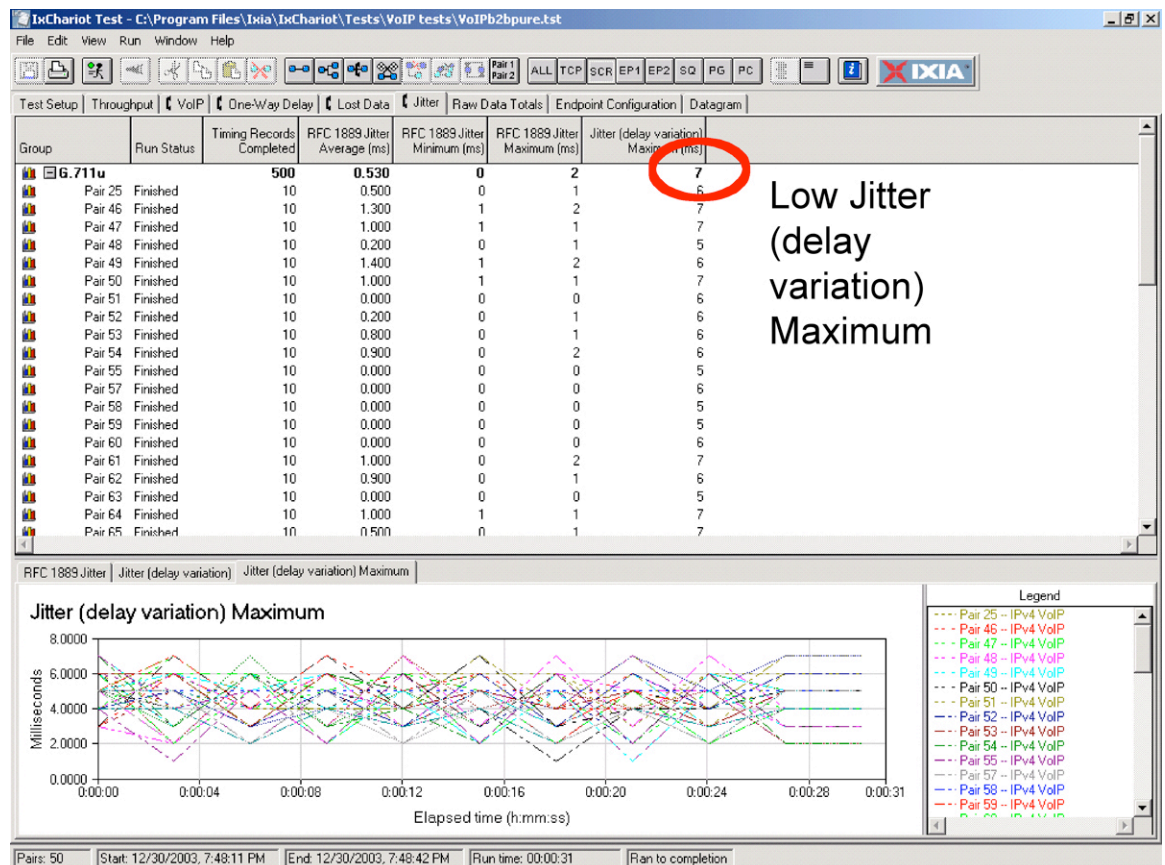 IxChariot Test - C:\Program Files\Ixia\IxChariot\Tests\VoIP tests\VoIPb2bpure.tst
File Edit View Run Window Help
Pair 1 Pair 2 ALL TCP SCR EP1 EP2 SQ PG PC i IXIA
Test Setup Throughput VoIP One-Way Delay Lost Data Jitter Raw Data Totals Endpoint Configuration Datagram
Group Run Status Timing Records Completed RFC 1889 Jitter Average (ms) RFC 1889 Jitter Minimum (ms) RFC 1889 Jitter Maximum (ms) Jitter (delay variation) Maximum (ms)
G.711u 500 0.530 0 2 7
Pair 25 Finished 10 0.500 0 1 6
Pair 46 Finished 10 1.300 1 2 7
Pair 47 Finished 10 1.000 1 1 7
Pair 48 Finished 10 0.200 0 1 5
Pair 49 Finished 10 1.400 1 2 6
Pair 50 Finished 10 1.000 1 1 7
Pair 51 Finished 10 0.000 0 0 6
Pair 52 Finished 10 0.200 0 1 6
Pair 53 Finished 10 0.800 0 1 6
Pair 54 Finished 10 0.900 0 2 6
Pair 55 Finished 10 0.000 0 0 5
Pair 57 Finished 10 0.000 0 0 6
Pair 58 Finished 10 0.000 0 0 5
Pair 59 Finished 10 0.000 0 0 5
Pair 60 Finished 10 0.000 0 0 6
Pair 61 Finished 10 1.000 0 2 7
Pair 62 Finished 10 0.900 0 1 6
Pair 63 Finished 10 0.000 0 0 5
Pair 64 Finished 10 1.000 1 1 7
Pair 65 Finished 10 0.500 0 1 7
Low Jitter
(delay
variation)
Maximum
RFC 1889 Jitter Jitter (delay variation) Jitter (delay variation) Maximum
Jitter (delay variation) Maximum
Milliseconds
8.0000
6.0000
4.0000
2.0000
0.0000
0:00:00 0:00:04 0:00:08 0:00:12 0:00:16 0:00:20 0:00:24 0:00:28 0:00:31
Elapsed time (h:mm:ss)
Legend
Pair 25 -- IPv4 VoIP
Pair 46 -- IPv4 VoIP
Pair 47 -- IPv4 VoIP
Pair 48 -- IPv4 VoIP
Pair 49 -- IPv4 VoIP
Pair 50 -- IPv4 VoIP
Pair 51 -- IPv4 VoIP
Pair 52 -- IPv4 VoIP
Pair 53 -- IPv4 VoIP
Pair 54 -- IPv4 VoIP
Pair 55 -- IPv4 VoIP
Pair 57 -- IPv4 VoIP
Pair 58 -- IPv4 VoIP
Pair 59 -- IPv4 VoIP
Pairs: 50 Start: 12/30/2003, 7:48:11 PM End: 12/30/2003, 7:48:42 PM Run time: 00:00:31 Ran to completion